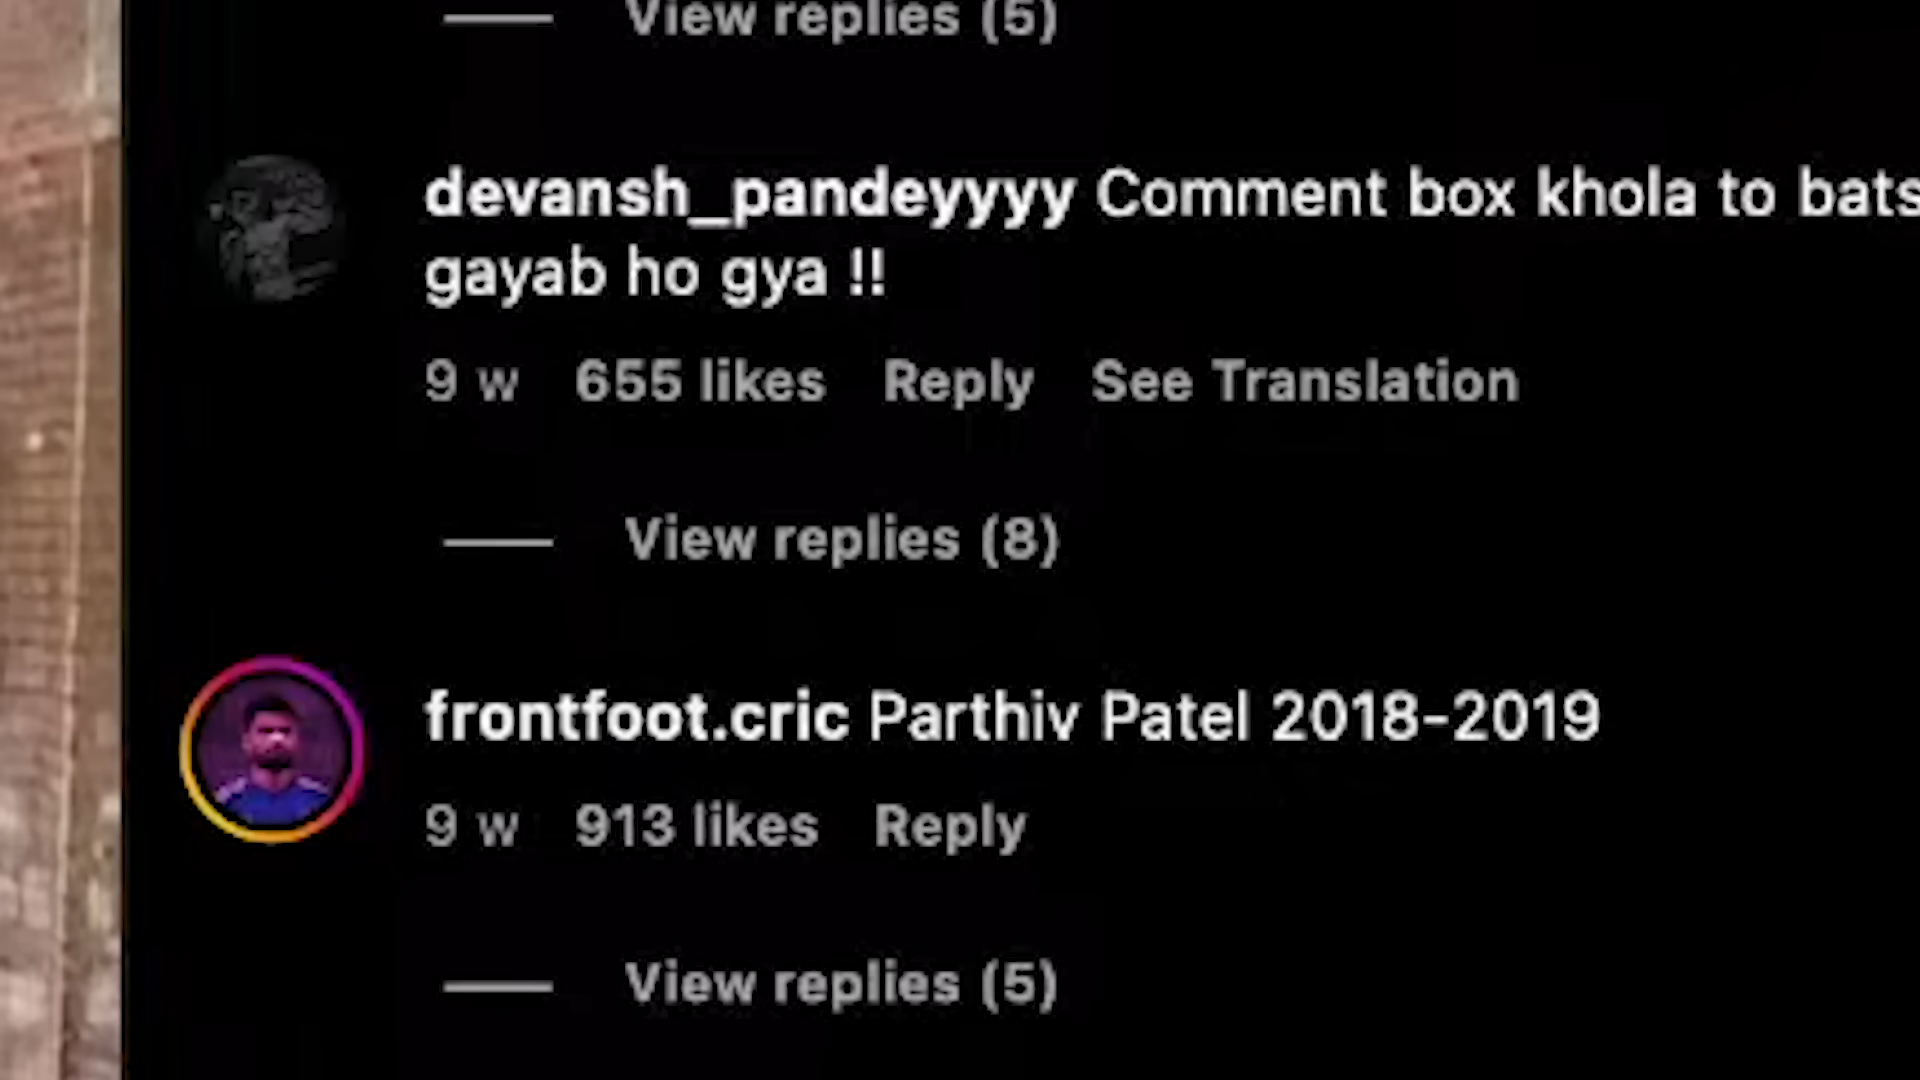 View replies (5)
devansh_pandeyyyy Comment box khola to
gayab ho gya !!
9 w 655 likes Reply See Translation
View replies (8)
frontfoot.cric Parthiv Patel 2018-2019
9 w 913 likes Reply
View replies (5)